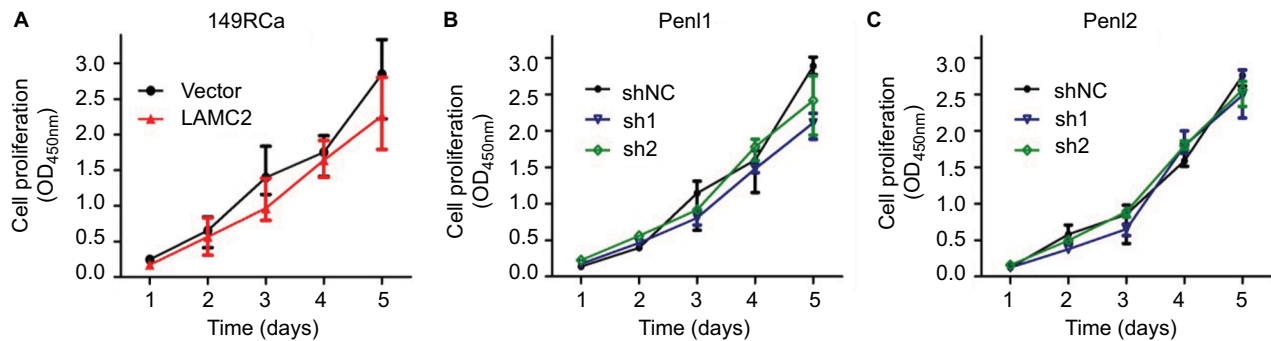 A
149RCa
Cell proliferation
(OD450nm)
3.0
2.5
2.0
1.5
1.0
0.5
0.0
Vector
LAMC2
1 2 3 4 5
Time (days)
B
Penl1
Cell proliferation
(OD450nm)
3.0
2.5
2.0
1.5
1.0
0.5
0.0
shNC
sh1
sh2
1 2 3 4 5
Time (days)
C
Penl2
Cell proliferation
(OD450nm)
3.0
2.5
2.0
1.5
1.0
0.5
0.0
shNC
sh1
sh2
1 2 3 4 5
Time (days)